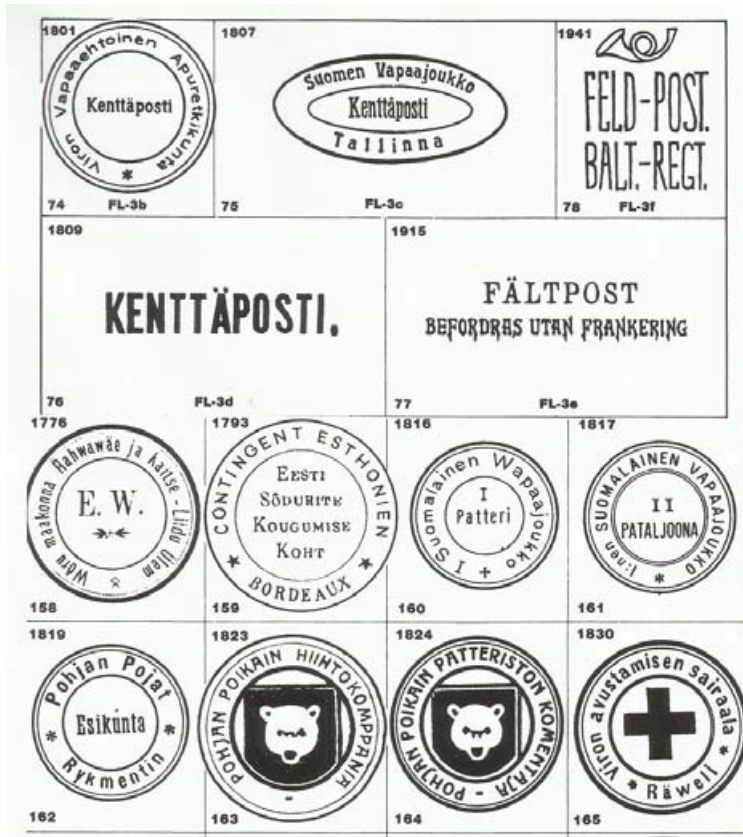 1801
Viron Vapaaehtoinen Apuretkikunta *
Kenttäposti
74 FL-3b
1807
Suomen Vapaajoukko
Kenttäposti
Tallinna
75 FL-3c
1941
FELD-POST.
BALT.-REGT.
78 FL-3f
1809
KENTTÄPOSTI.
76 FL-3d
1915
FÄLTPOST
BEFORDRAS UTAN FRANKERING
77 FL-3e
1776
Wõru maakonna Rahwawäe ja Kaitse-Liidu Ülem
E. W.
158
1793
CONTINGENT ESTHONIEN
EESTI
SÕDURITE
KOUGUMISE
KOHT
* BORDEAUX *
159
1816
I Suomalainen Wapaajoukko +
I
Patteri
160
1817
I:nen SUOMALAINEN VAPAAJOUKKO *
II
PATALJOONA
161
1819
Pohjan Pojat
Esikunta
* Rykmentin *
162
1823
POHJAN POIKAIN HIIHTOKOMPPANIA -
163
1824
POHJAN POIKAIN PATTERISTON KOMENTAJA -
164
1830
Viron avustamisen sairaala
* Räweli *
165